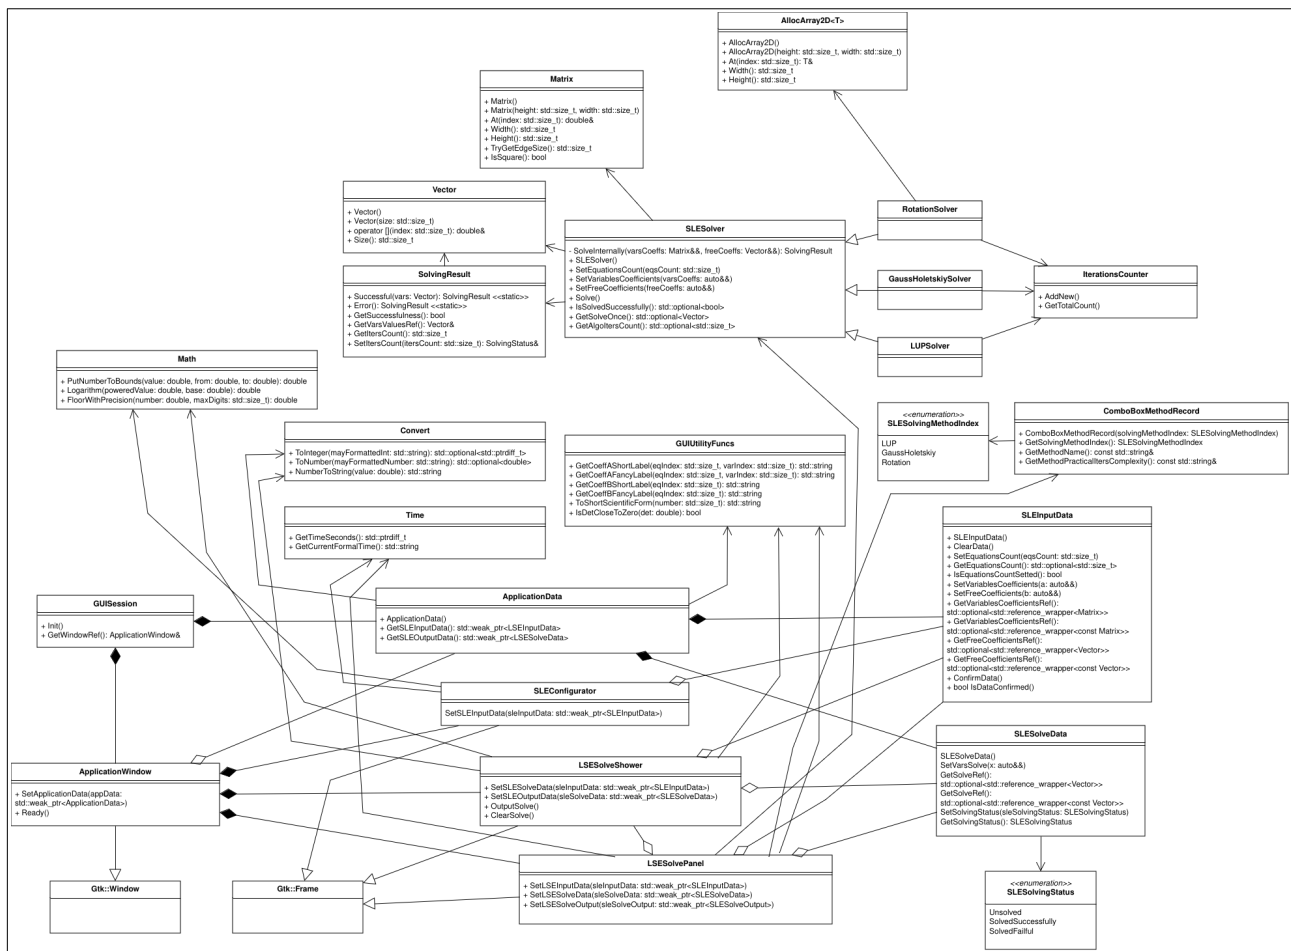 AllocArray2D<T>
+ AllocArray2D()
+ AllocArray2D(height: std::size_t, width: std::size_t)
+ At(index: std::size_t): T&
+ Width(): std::size_t
+ Height(): std::size_t
Matrix
+ Matrix()
+ Matrix(height: std::size_t, width: std::size_t)
+ At(index: std::size_t): double&
+ Width(): std::size_t
+ Height(): std::size_t
+ TryGetEdgeSize(): std::size_t
+ IsSquare(): bool
Vector
+ Vector()
+ Vector(size: std::size_t)
+ operator [](index: std::size_t): double&
+ Size(): std::size_t
SLESolver
- SolveInternally(varsCoeffs: Matrix&&, freeCoeffs: Vector&&): SolvingResult
+ SLESolver()
+ SetEquationsCount(eqsCount: std::size_t)
+ SetVariablesCoefficients(varsCoeffs: auto&&)
+ SetFreeCoefficients(freeCoeffs: auto&&)
+ Solve()
+ IsSolvedSuccessfully(): std::optional<bool>
+ GetSolveOnce(): std::optional<Vector>
+ GetAlgoItersCount(): std::optional<std::size_t>
RotationSolver
GaussHoletskiySolver
LUPSolver
IterationsCounter
+ AddNew()
+ GetTotalCount()
SolvingResult
+ Successful(vars: Vector): SolvingResult <<static>>
+ Error(): SolvingResult <<static>>
+ GetSuccessfulness(): bool
+ GetVarsValuesRef(): Vector&
+ GetItersCount(): std::size_t
+ SetItersCount(itersCount: std::size_t): SolvingStatus&
Math
+ PutNumberToBounds(value: double, from: double, to: double): double
+ Logarithm(poweredValue: double, base: double): double
+ FloorWithPrecision(number: double, maxDigits: std::size_t): double
Convert
+ ToInteger(mayFormattedInt: std::string): std::optional<std::ptrdiff_t>
+ ToNumber(mayFormattedNumber: std::string): std::optional<double>
+ NumberToString(value: double): std::string
GUIUtilityFuncs
+ GetCoeffAShortLabel(eqIndex: std::size_t, varIndex: std::size_t): std::string
+ GetCoeffAFancyLabel(eqIndex: std::size_t, varIndex: std::size_t): std::string
+ GetCoeffBShortLabel(eqIndex: std::size_t): std::string
+ GetCoeffBFancyLabel(eqIndex: std::size_t): std::string
+ ToShortScientificForm(number: std::size_t): std::string
+ IsDetCloseToZero(det: double): bool
<<enumeration>>
SLESolvingMethodIndex
LUP
GaussHoletskiy
Rotation
ComboBoxMethodRecord
+ ComboBoxMethodRecord(solvingMethodIndex: SLESolvingMethodIndex)
+ GetSolvingMethodIndex(): SLESolvingMethodIndex
+ GetMethodName(): const std::string&
+ GetMethodPracticalItersComplexity(): const std::string&
Time
+ GetTimeSeconds(): std::ptrdiff_t
+ GetCurrentFormalTime(): std::string
SLEInputData
+ SLEInputData()
+ ClearData()
+ SetEquationsCount(eqsCount: std::size_t)
+ GetEquationsCount(): std::optional<std::size_t>
+ IsEquationsCountSetted(): bool
+ SetVariablesCoefficients(a: auto&&)
+ SetFreeCoefficients(b: auto&&)
+ GetVariablesCoefficientsRef():
std::optional<std::reference_wrapper<Matrix>>
+ GetVariablesCoefficientsRef():
std::optional<std::reference_wrapper<const Matrix>>
+ GetFreeCoefficientsRef():
std::optional<std::reference_wrapper<Vector>>
+ GetFreeCoefficientsRef():
std::optional<std::reference_wrapper<const Vector>>
+ ConfirmData()
+ bool IsDataConfirmed()
GUISession
+ Init()
+ GetWindowRef(): ApplicationWindow&
ApplicationData
+ ApplicationData()
+ GetSLEInputData(): std::weak_ptr<LSEInputData>
+ GetSLEOutputData(): std::weak_ptr<LSESolveData>
SLEConfigurator
SetSLEInputData(sleInputData: std::weak_ptr<SLEInputData>)
SLESolveData
SLESolveData()
SetVarsSolve(x: auto&&)
GetSolveRef():
std::optional<std::reference_wrapper<Vector>>
GetSolveRef():
std::optional<std::reference_wrapper<const Vector>>
SetSolvingStatus(sleSolvingStatus: SLESolvingStatus)
GetSolvingStatus(): SLESolvingStatus
ApplicationWindow
+ SetApplicationData(appData:
std::weak_ptr<ApplicationData>)
+ Ready()
LSESolveShower
+ SetSLESolveData(sleInputData: std::weak_ptr<SLEInputData>)
+ SetSLEOutputData(sleSolveData: std::weak_ptr<SLESolveData>)
+ OutputSolve()
+ ClearSolve()
LSESolvePanel
+ SetLSEInputData(sleInputData: std::weak_ptr<SLEInputData>)
+ SetLSESolveData(sleSolveData: std::weak_ptr<SLESolveData>)
+ SetLSESolveOutput(sleSolveOutput: std::weak_ptr<SLESolveOutput>)
Gtk::Window
Gtk::Frame
<<enumeration>>
SLESolvingStatus
Unsolved
SolvedSuccessfully
SolvedFailful